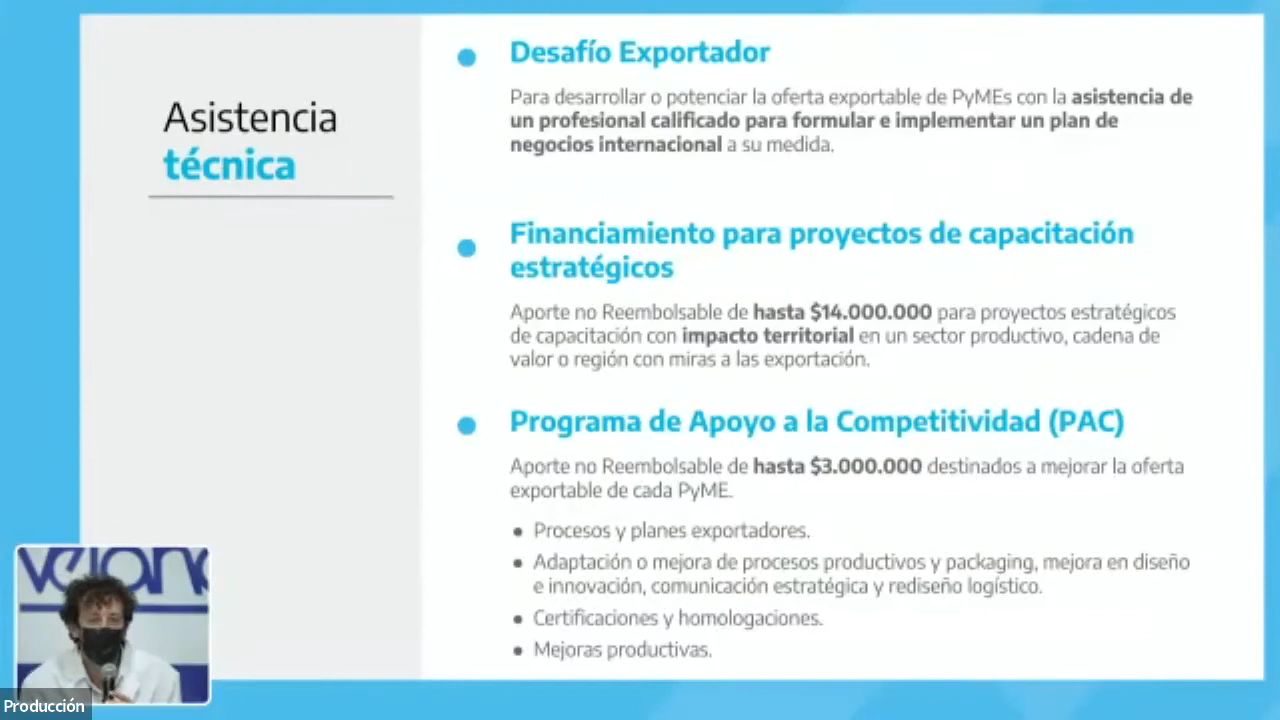 Asistencia
técnica
Desafío Exportador
Para desarrollar o potenciar la oferta exportable de PyMEs con la asistencia de
un profesional calificado para formular e implementar un plan de
negocios internacional a su medida.
Financiamiento para proyectos de capacitación
estratégicos
Aporte no Reembolsable de hasta $14.000.000 para proyectos estratégicos
de capacitación con impacto territorial en un sector productivo, cadena de
valor o región con miras a las exportación.
Programa de Apoyo a la Competitividad (PAC)
Aporte no Reembolsable de hasta $3.000.000 destinados a mejorar la oferta
exportable de cada PyME.
Procesos y planes exportadores.
Adaptación o mejora de procesos productivos y packaging, mejora en diseño
e innovación, comunicación estratégica y rediseño logístico.
Certificaciones y homologaciones.
Mejoras productivas.
Producción